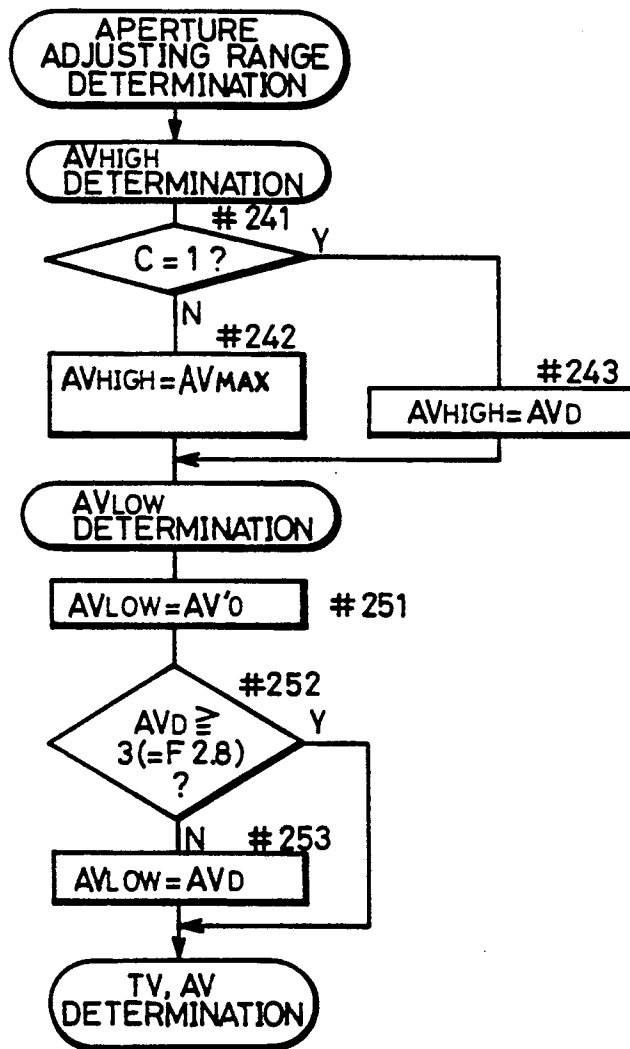 APERTURE
ADJUSTING RANGE
DETERMINATION
AVHIGH
DETERMINATION
#241
C = 1 ?
Y
N
#242
AVHIGH=AVMAX
#243
AVHIGH=AVD
AVLOW
DETERMINATION
AVLOW=AV'0
#251
#252
AVD ≧
3(=F 2.8)
?
Y
N
#253
AVLOW=AVD
TV, AV
DETERMINATION